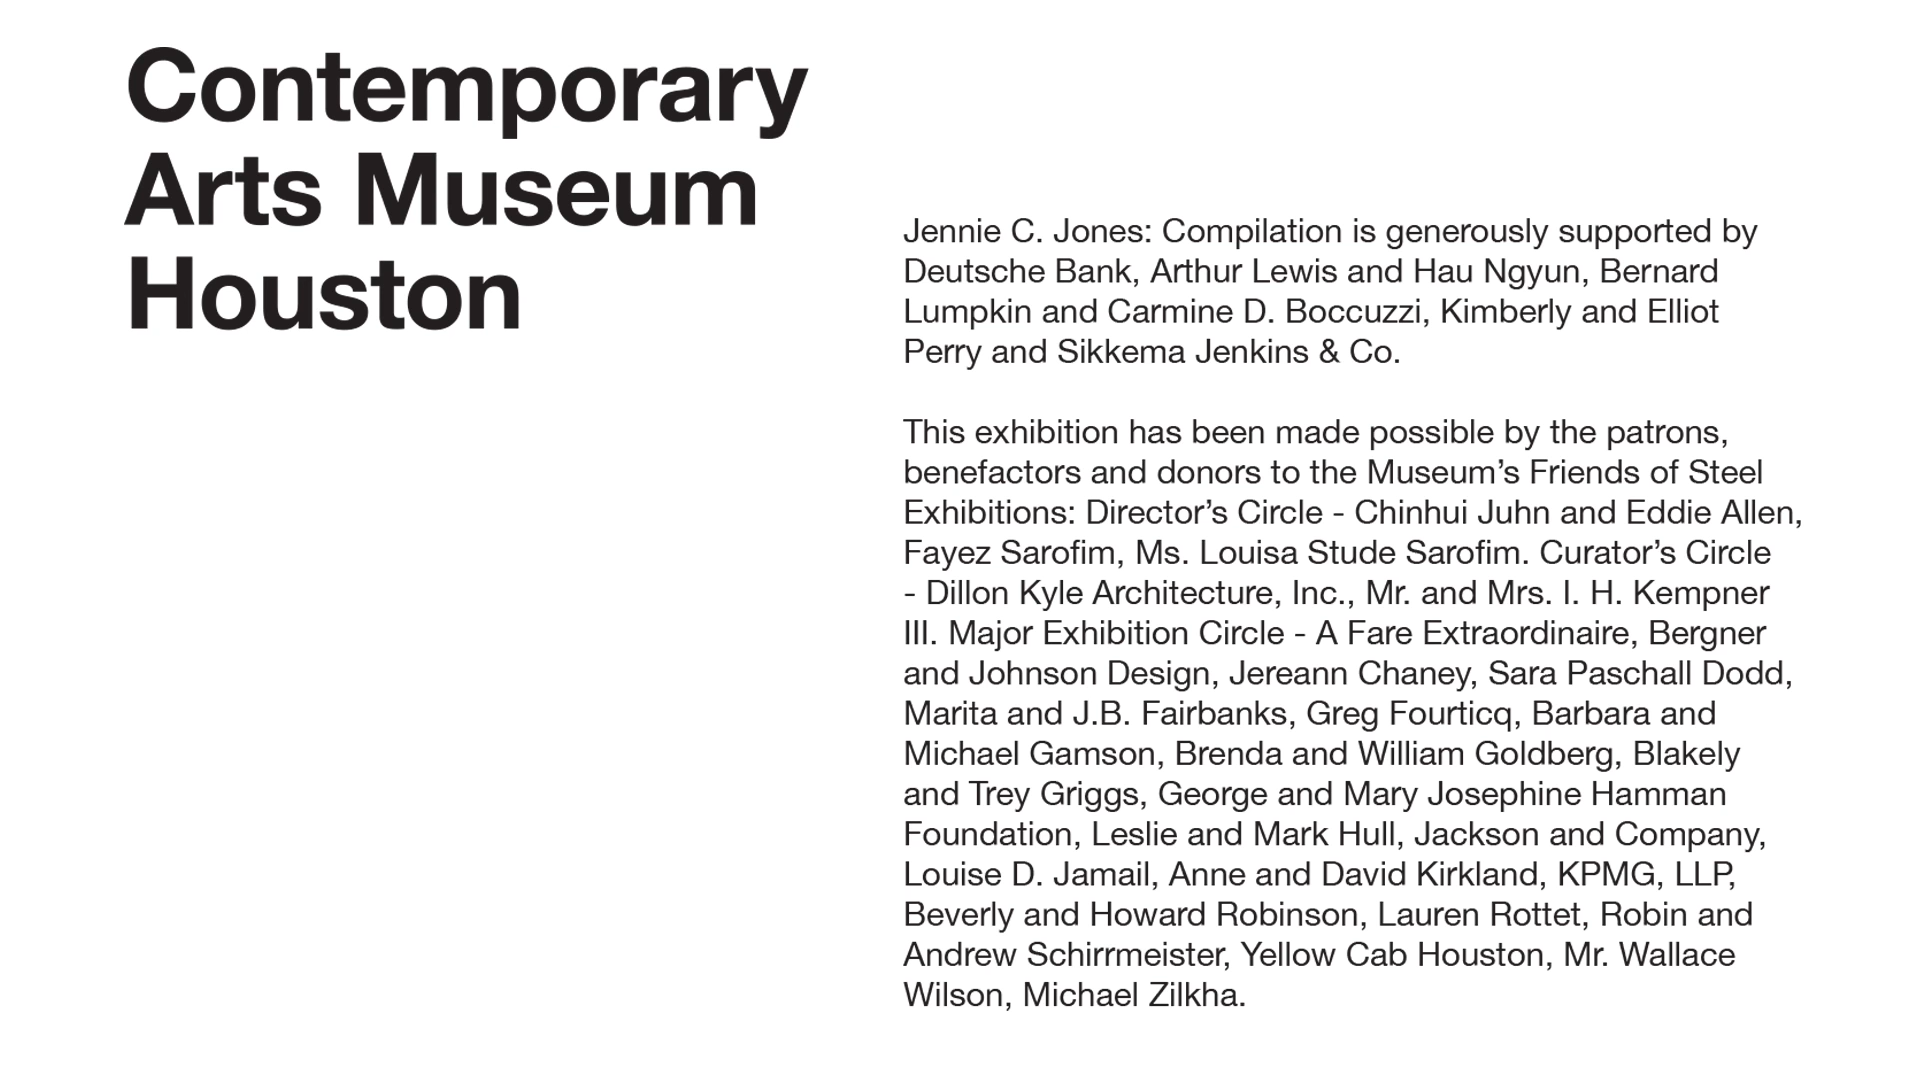 Contemporary
Arts Museum
Houston
Jennie C. Jones: Compilation is generously supported by
Deutsche Bank, Arthur Lewis and Hau Ngyun, Bernard
Lumpkin and Carmine D. Boccuzzi, Kimberly and Elliot
Perry and Sikkema Jenkins & Co.
This exhibition has been made possible by the patrons,
benefactors and donors to the Museum’s Friends of Steel
Exhibitions: Director’s Circle - Chinhui Juhn and Eddie Allen,
Fayez Sarofim, Ms. Louisa Stude Sarofim. Curator’s Circle
- Dillon Kyle Architecture, Inc., Mr. and Mrs. I. H. Kempner
III. Major Exhibition Circle - A Fare Extraordinaire, Bergner
and Johnson Design, Jereann Chaney, Sara Paschall Dodd,
Marita and J.B. Fairbanks, Greg Fourticq, Barbara and
Michael Gamson, Brenda and William Goldberg, Blakely
and Trey Griggs, George and Mary Josephine Hamman
Foundation, Leslie and Mark Hull, Jackson and Company,
Louise D. Jamail, Anne and David Kirkland, KPMG, LLP,
Beverly and Howard Robinson, Lauren Rottet, Robin and
Andrew Schirrmeister, Yellow Cab Houston, Mr. Wallace
Wilson, Michael Zilkha.